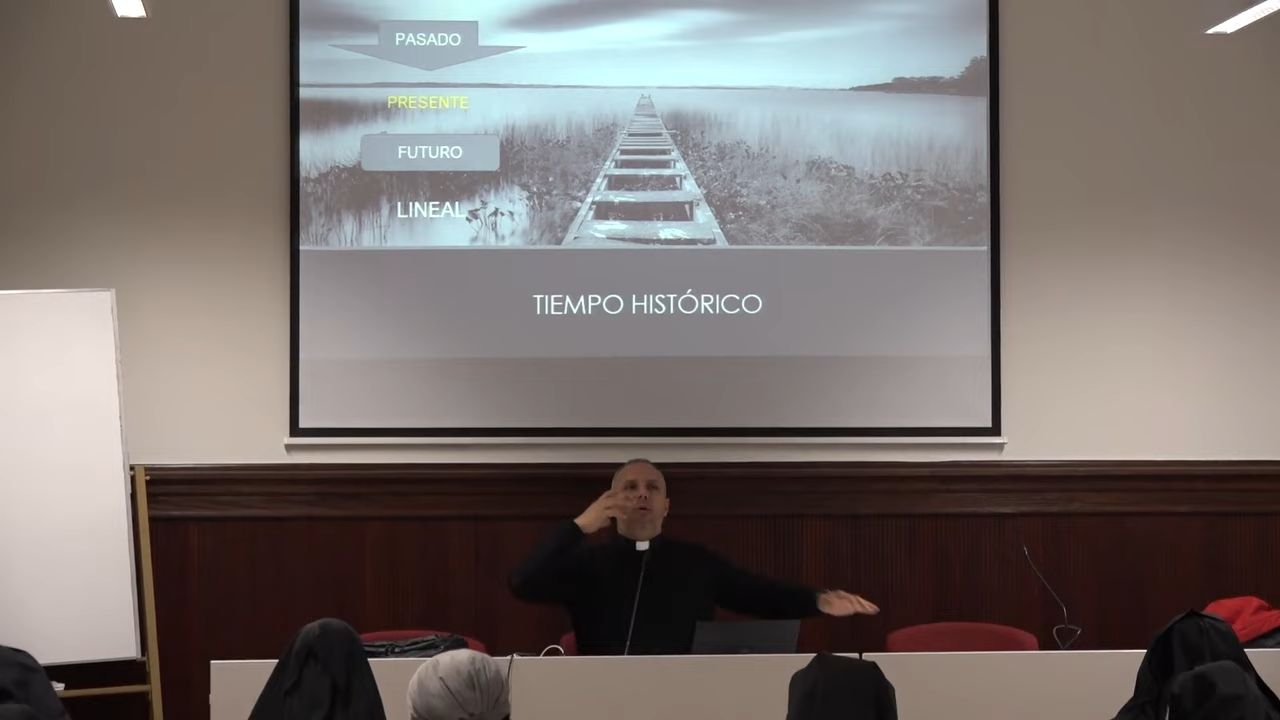 PASADO
PRESENTE
FUTURO
LINEAL
TIEMPO HISTÓRICO